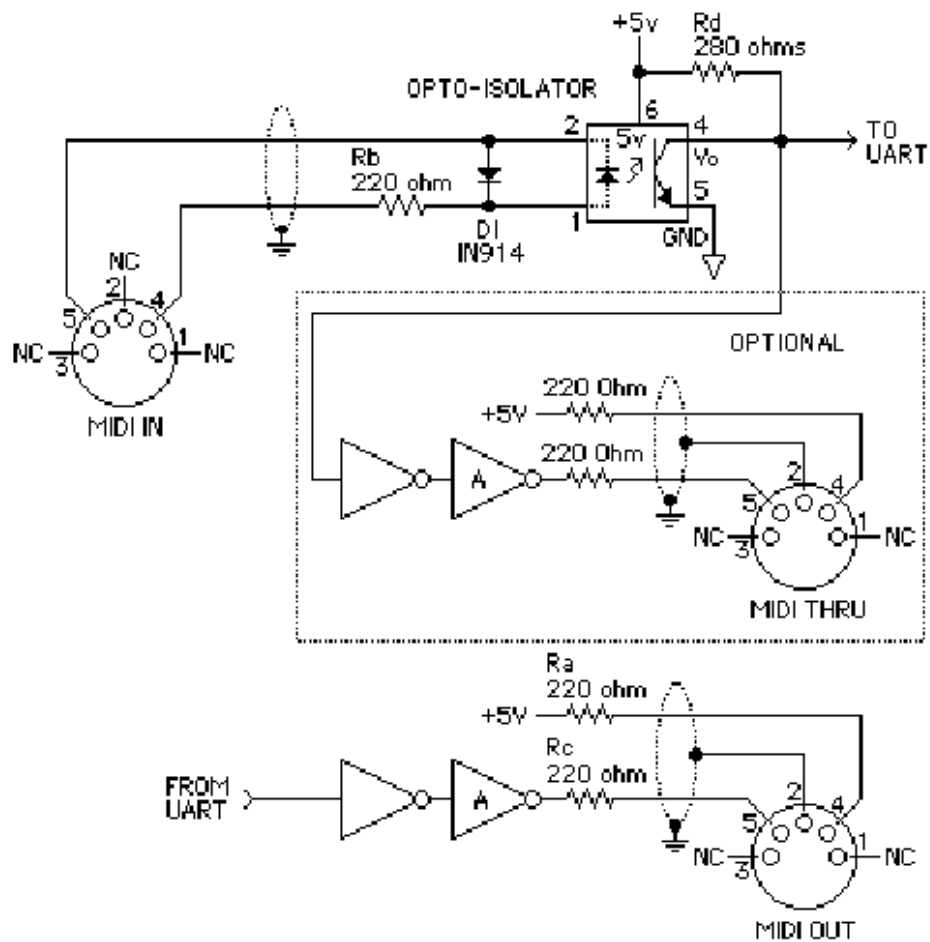 +5v
Rd
280 ohms
OPTO-ISOLATOR
6
2
4
5v
Vo
TO
UART
Rb
220 ohm
5
1
D1
IN914
GND
NC
2
5
4
NC
3
1
NC
MIDI IN
OPTIONAL
220 Ohm
+5V
220 Ohm
A
2
5
4
NC
3
1
NC
MIDI THRU
Ra
220 ohm
+5V
Rc
220 ohm
FROM
UART
A
2
5
4
NC
3
1
NC
MIDI OUT